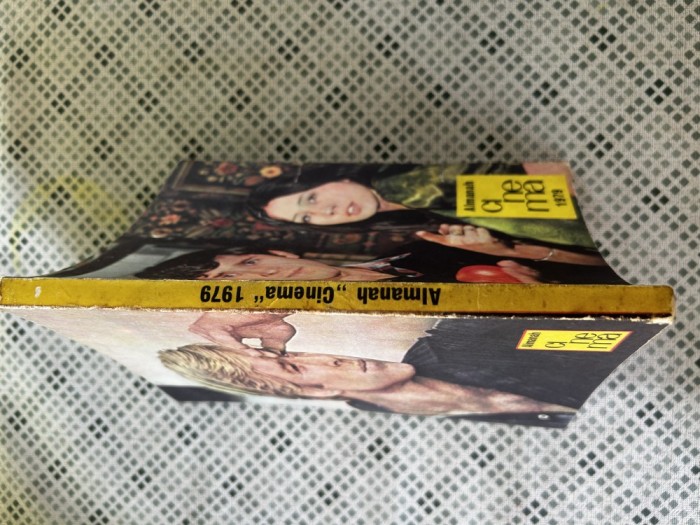 Almanah
ci
ne
ma
1979
Almanah „Cinema“ 1979
Almanah
ci
ne
ma